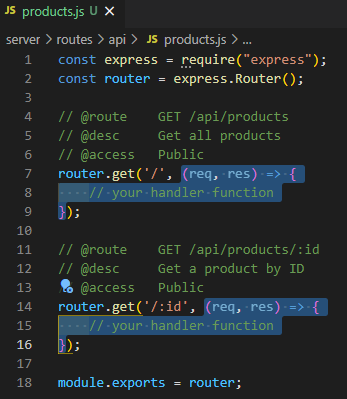 JS products.js U ×
server > routes > api > JS products.js > ...
1 const express = require("express");
2 const router = express.Router();
3
4 // @route    GET /api/products
5 // @desc     Get all products
6 // @access   Public
7 router.get('/', (req, res) => {
8     // your handler function
9 });
10
11 // @route    GET /api/products/:id
12 // @desc     Get a product by ID
13 // @access   Public
14 router.get('/:id', (req, res) => {
15     // your handler function
16 });
17
18 module.exports = router;